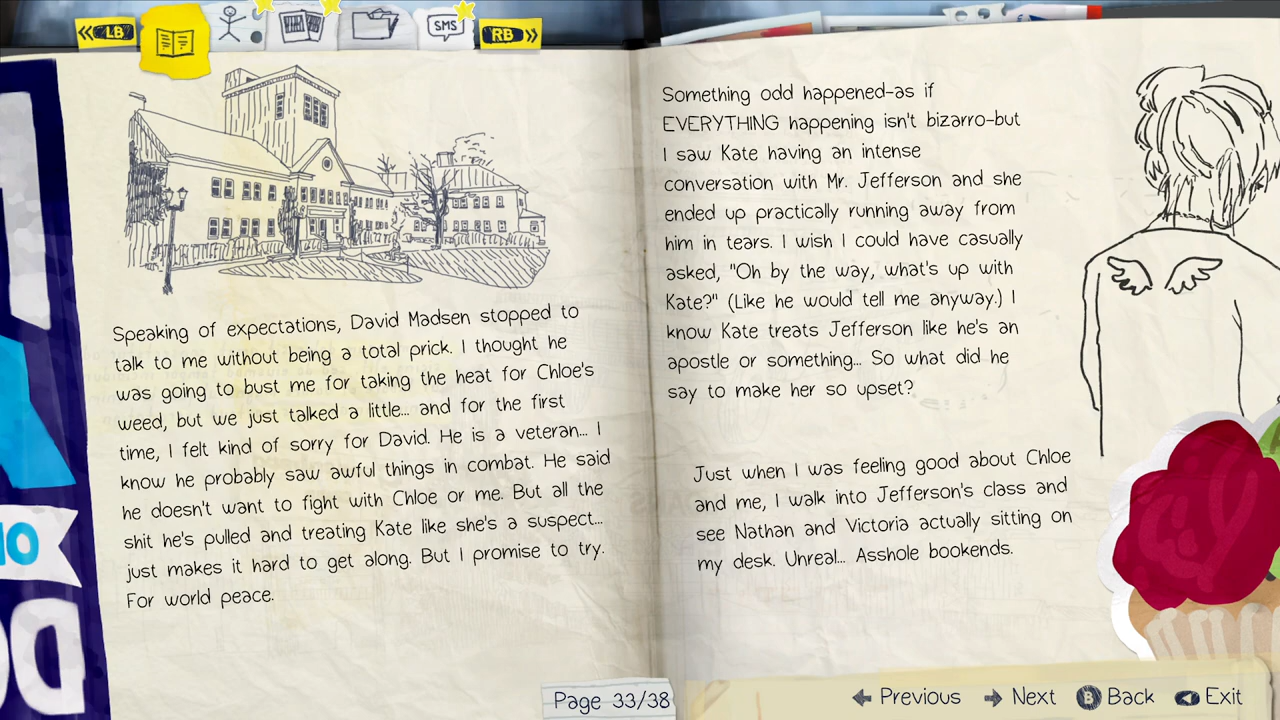 LB
SMS
RB
Speaking of expectations, David Madsen stopped to
talk to me without being a total prick. I thought he
was going to bust me for taking the heat for Chloe's
weed, but we just talked a little... and for the first
time, I felt kind of sorry for David. He is a veteran... I
know he probably saw awful things in combat. He said
he doesn't want to fight with Chloe or me. But all the
shit he's pulled and treating Kate like she's a suspect...
just makes it hard to get along. But I promise to try.
For world peace.
Something odd happened-as if
EVERYTHING happening isn't bizarro-but
I saw Kate having an intense
conversation with Mr. Jefferson and she
ended up practically running away from
him in tears. I wish I could have casually
asked, "Oh by the way, what's up with
Kate?" (Like he would tell me anyway.) I
know Kate treats Jefferson like he's an
apostle or something... So what did he
say to make her so upset?
Just when I was feeling good about Chloe
and me, I walk into Jefferson's class and
see Nathan and Victoria actually sitting on
my desk. Unreal... Asshole bookends.
Page 33/38
Previous
Next
B Back
Exit